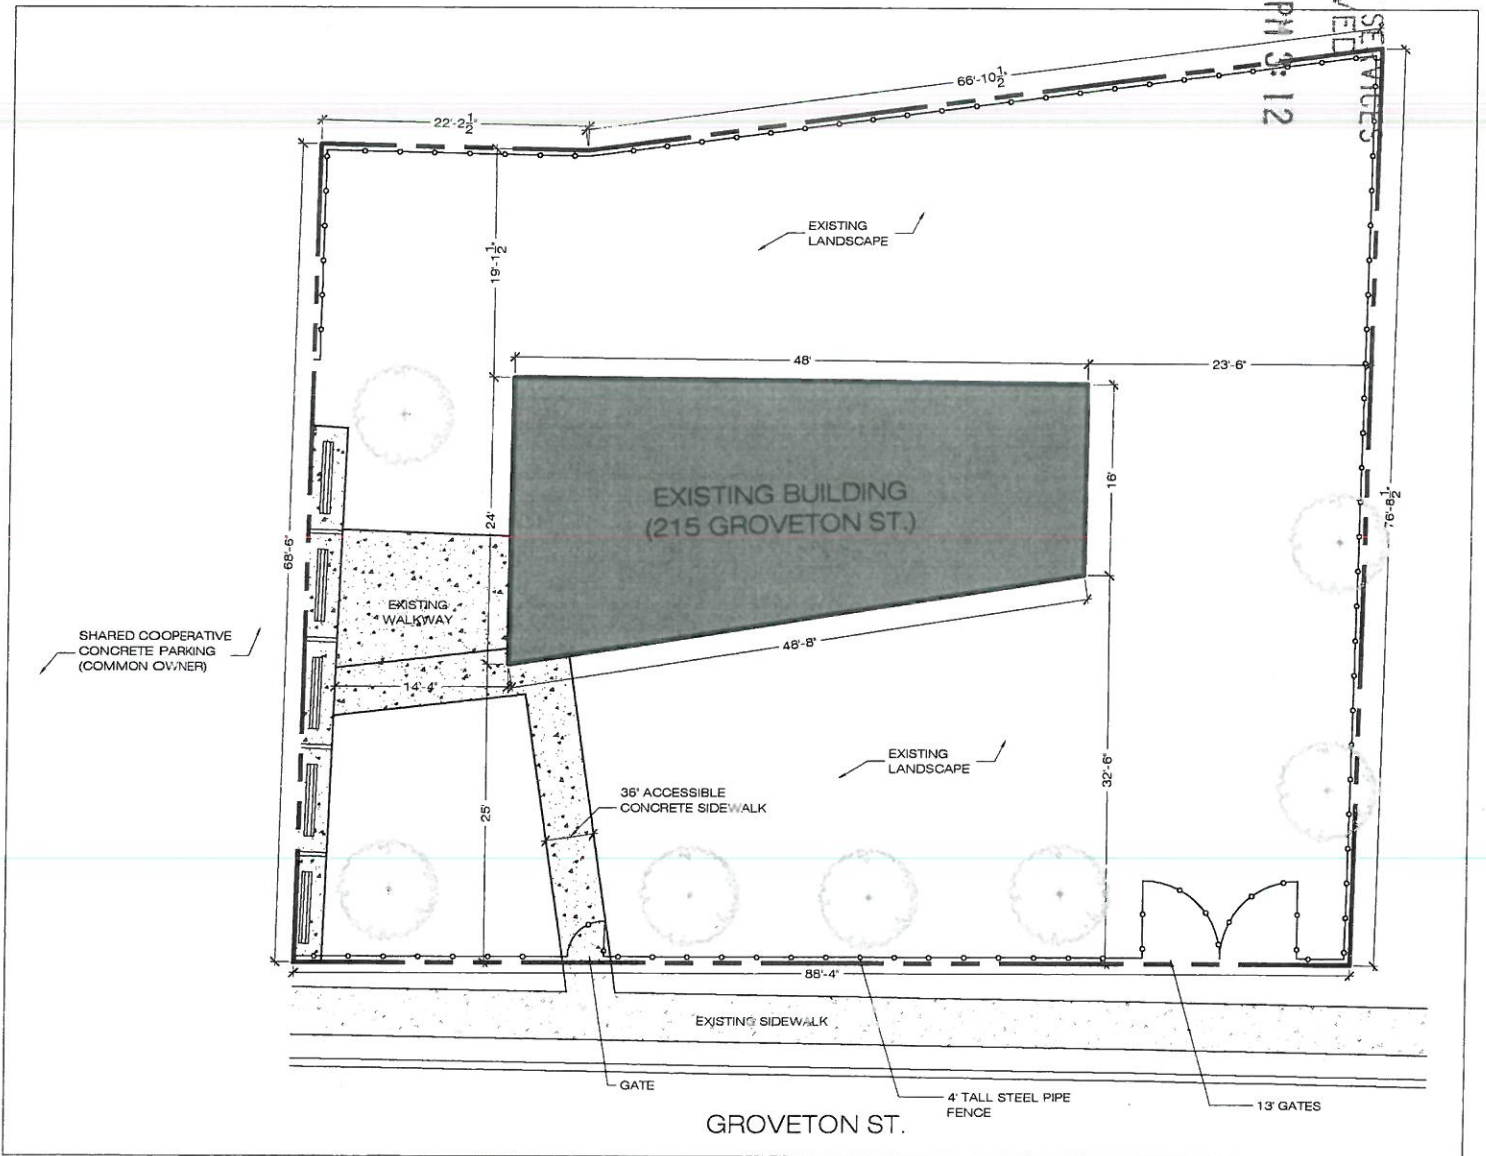 SERVICES
PM 3:12
66'-10 1/2"
22'-2 1/2"
EXISTING
LANDSCAPE
19'-1 1/2"
48'
23'-6"
EXISTING BUILDING
(215 GROVETON ST.)
16'
24'
76'-8 1/2"
68'-6"
EXISTING
WALKWAY
SHARED COOPERATIVE
CONCRETE PARKING
(COMMON OWNER)
48'-8"
14'-4"
EXISTING
LANDSCAPE
36' ACCESSIBLE
CONCRETE SIDEWALK
32'-6"
25'
88'-4"
EXISTING SIDEWALK
GATE
4' TALL STEEL PIPE
FENCE
13' GATES
GROVETON ST.